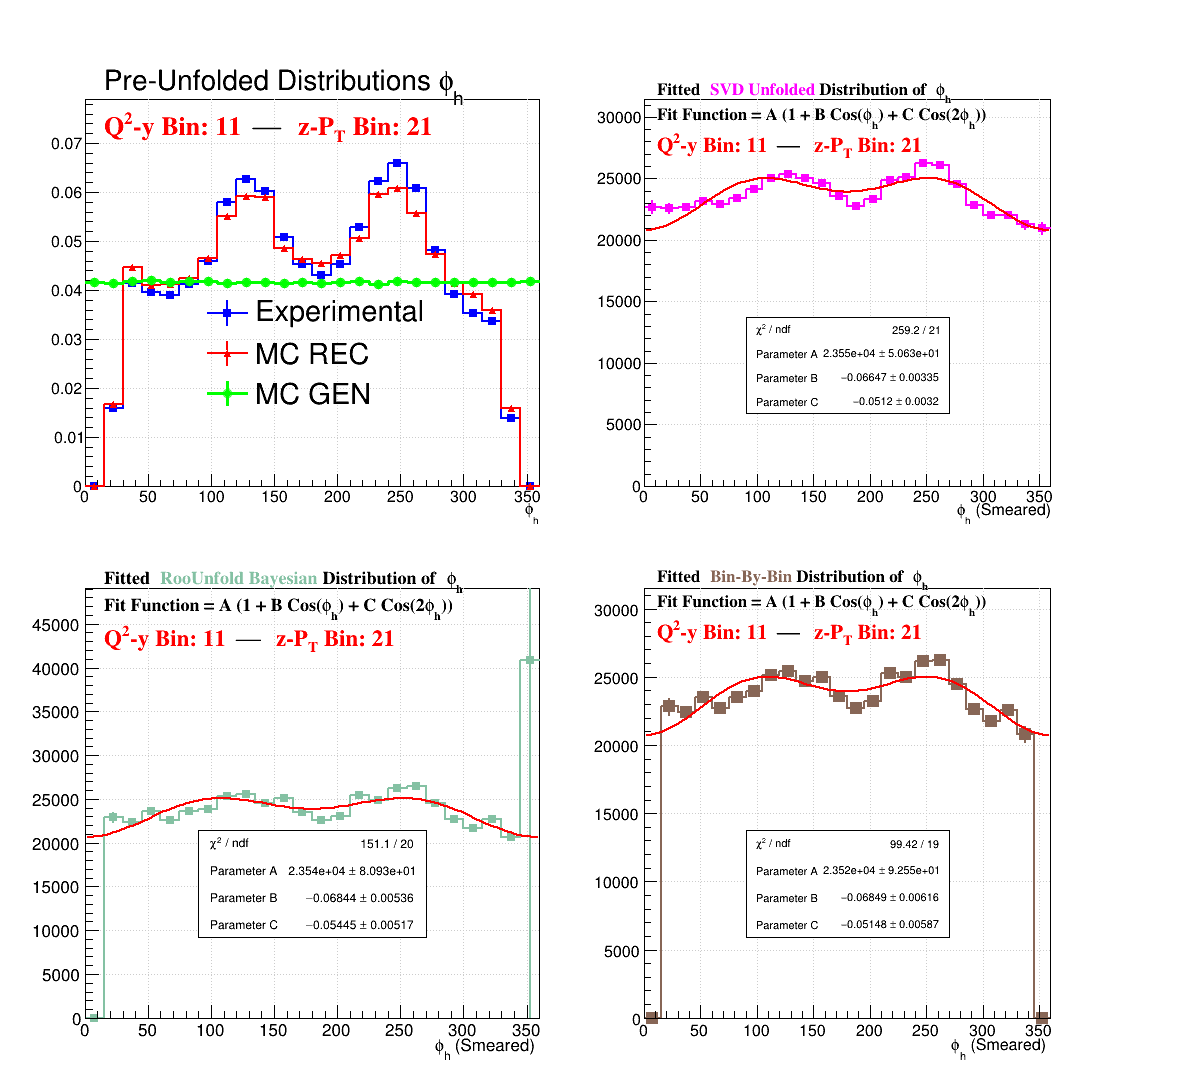 Pre-Unfolded Distributions ϕh
Q²-y Bin: 11 — z-PT Bin: 21
0.07
0.06
0.05
0.04
0.03
0.02
0.01
0
Experimental
MC REC
MC GEN
0 50 100 150 200 250 300 350
ϕh
Fitted SVD Unfolded Distribution of ϕh
Fit Function = A (1 + B Cos(ϕh) + C Cos(2ϕh))
Q²-y Bin: 11 — z-PT Bin: 21
30000
25000
20000
15000
10000
5000
0
χ² / ndf 259.2 / 21
Parameter A 2.355e+04 ± 5.063e+01
Parameter B −0.06647 ± 0.00335
Parameter C −0.0512 ± 0.0032
0 50 100 150 200 250 300 350
ϕh (Smeared)
Fitted RooUnfold Bayesian Distribution of ϕh
Fit Function = A (1 + B Cos(ϕh) + C Cos(2ϕh))
Q²-y Bin: 11 — z-PT Bin: 21
45000
40000
35000
30000
25000
20000
15000
10000
5000
0
χ² / ndf 151.1 / 20
Parameter A 2.354e+04 ± 8.093e+01
Parameter B −0.06844 ± 0.00536
Parameter C −0.05445 ± 0.00517
0 50 100 150 200 250 300 350
ϕh (Smeared)
Fitted Bin-By-Bin Distribution of ϕh
Fit Function = A (1 + B Cos(ϕh) + C Cos(2ϕh))
Q²-y Bin: 11 — z-PT Bin: 21
30000
25000
20000
15000
10000
5000
0
χ² / ndf 99.42 / 19
Parameter A 2.352e+04 ± 9.255e+01
Parameter B −0.06849 ± 0.00616
Parameter C −0.05148 ± 0.00587
0 50 100 150 200 250 300 350
ϕh (Smeared)